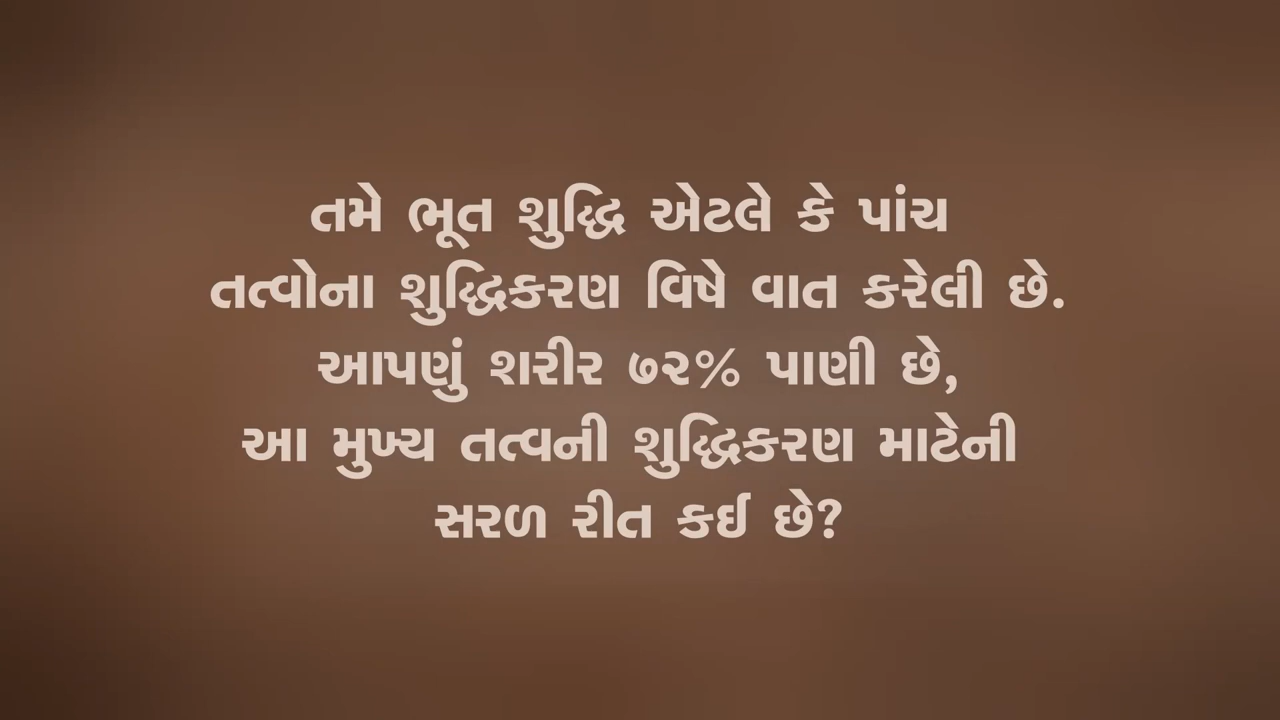 તમે ભૂત શુદ્ધિ એટલે કે પાંચ
તત્વોના શુદ્ધિકરણ વિષે વાત કરેલી છે.
આપણું શરીર ૭૨% પાણી છે,
આ મુખ્ય તત્વની શુદ્ધિકરણ માટેની
સરળ રીત કઈ છે?